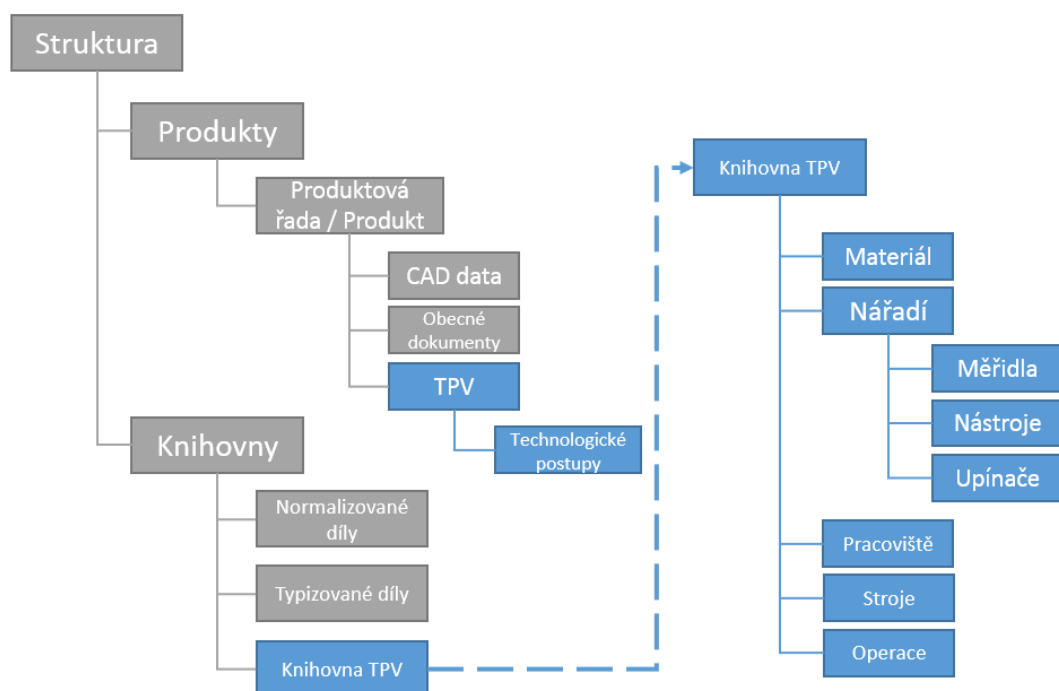 Struktura
Produkty
Produktová
řada / Produkt
CAD data
Obecné
dokumenty
TPV
Technologické
postupy
Knihovny
Normalizované
díly
Typizované díly
Knihovna TPV
Knihovna TPV
Materiál
Nářadí
Měřidla
Nástroje
Upínače
Pracoviště
Stroje
Operace